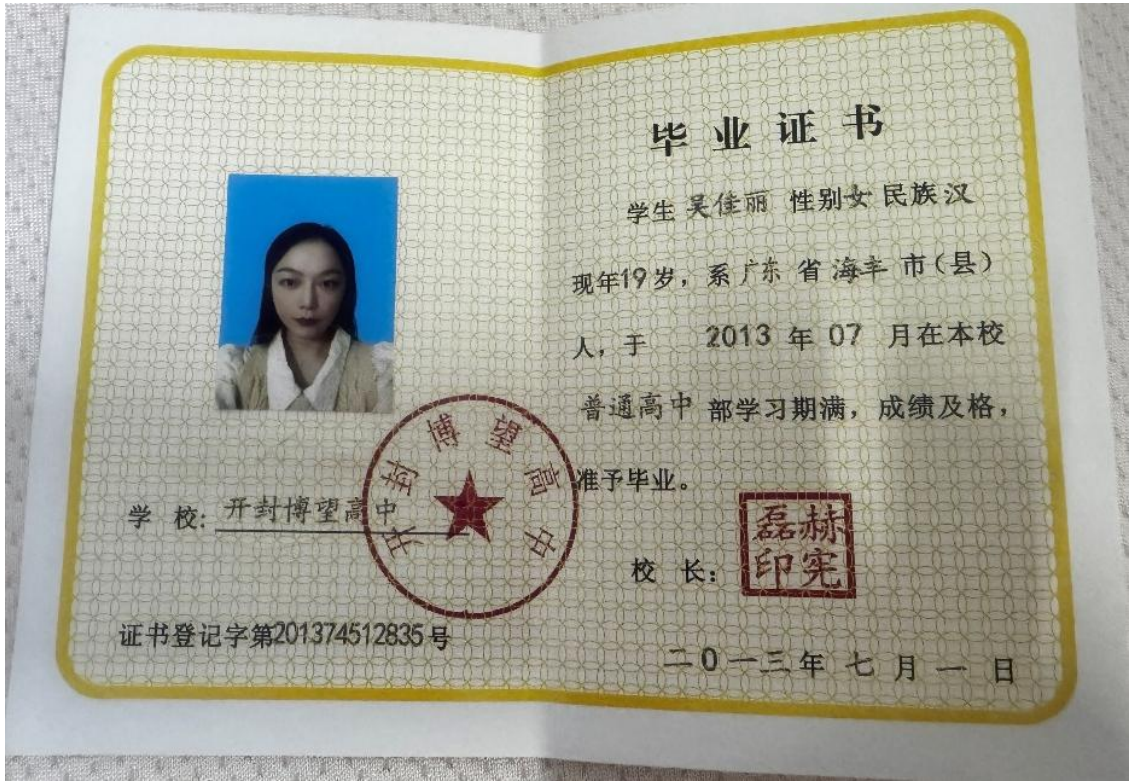 毕业证书
学生 吴佳丽 性别女 民族汉
现年19岁，系广东省海丰市（县）
人，于 2013 年 07 月在本校
普通高中 部学习期满，成绩及格，
准予毕业。
校 长：
磊赫
印宪
二0一三年七月一日
开封博望高中
学 校：开封博望高中
证书登记字第201374512835号